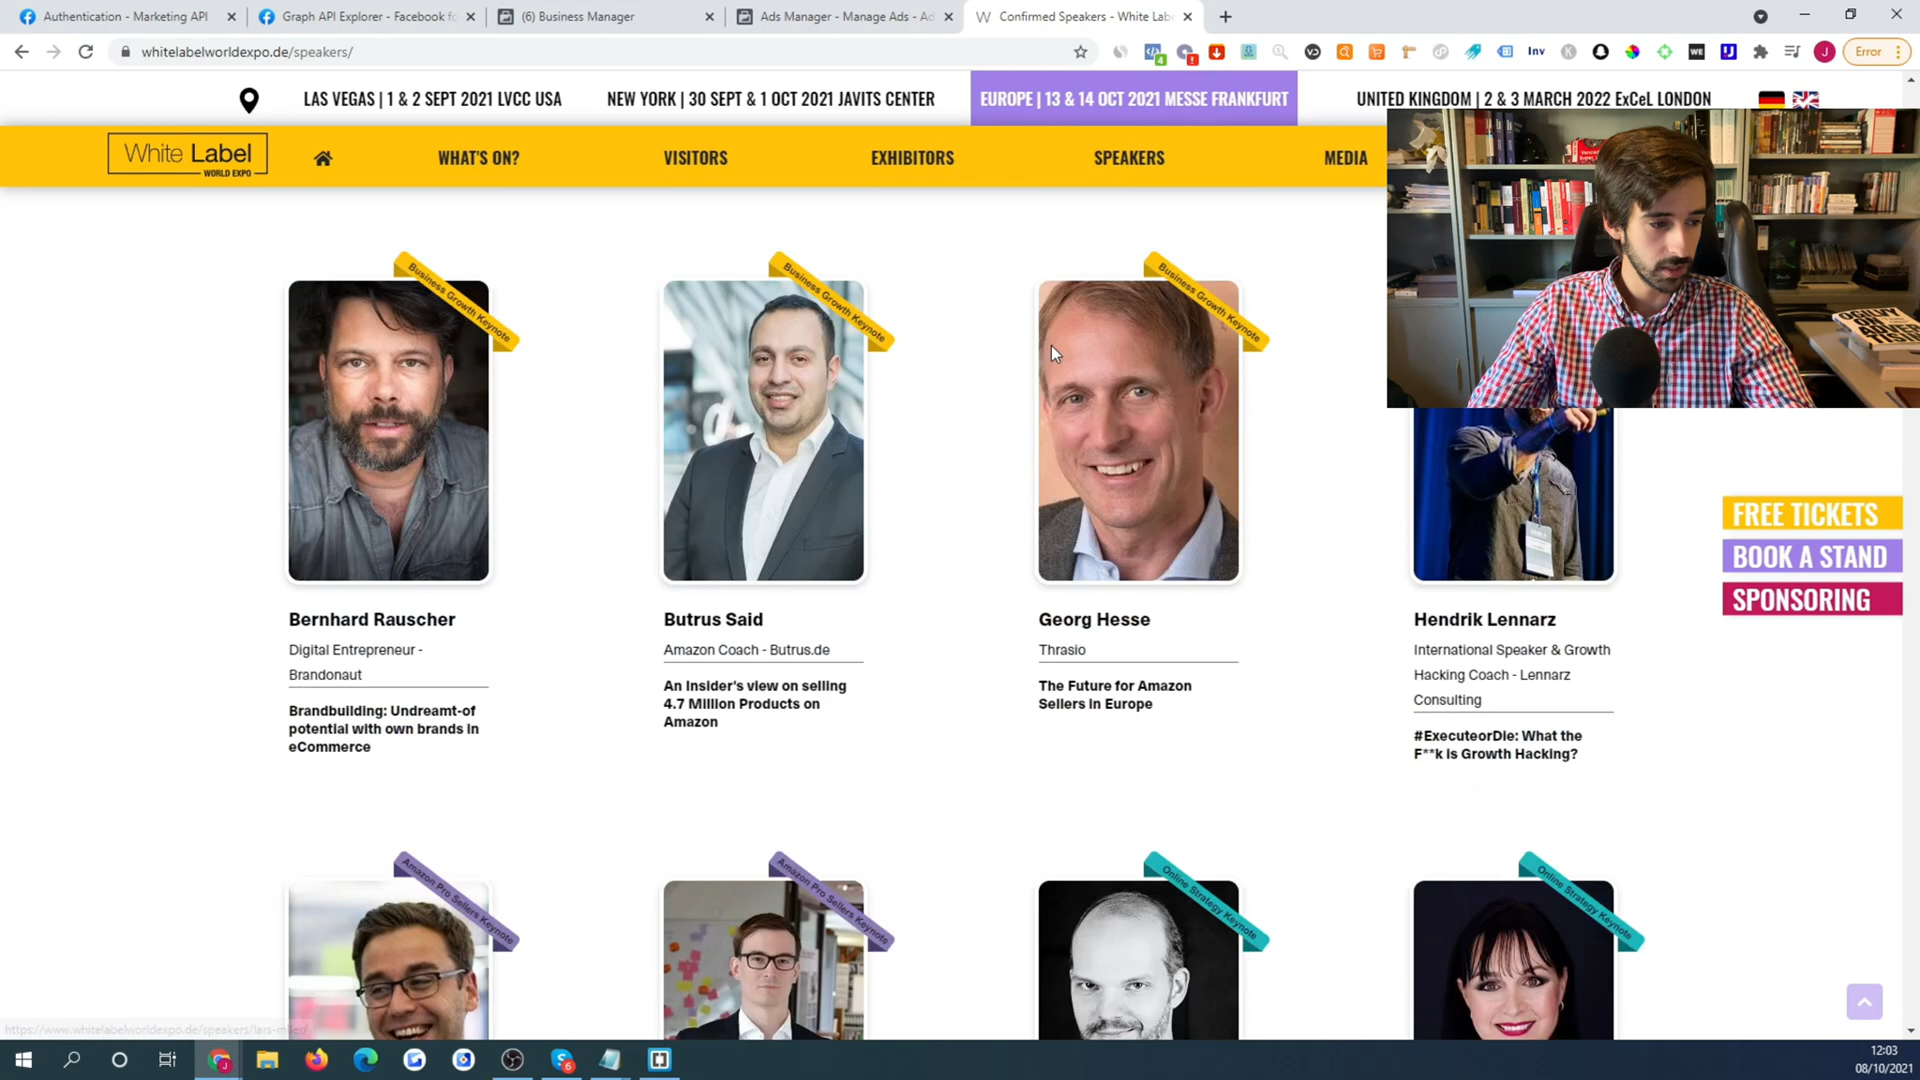 Authentication - Marketing API
Graph API Explorer - Facebook fo
(6) Business Manager
Ads Manager - Manage Ads - Ad
Confirmed Speakers - White Lab
whitelabelworldexpo.de/speakers/
Inv
WE
Error
LAS VEGAS | 1 & 2 SEPT 2021 LVCC USA
NEW YORK | 30 SEPT & 1 OCT 2021 JAVITS CENTER
EUROPE | 13 & 14 OCT 2021 MESSE FRANKFURT
UNITED KINGDOM | 2 & 3 MARCH 2022 ExCeL LONDON
White Label
WORLD EXPO
WHAT'S ON?
VISITORS
EXHIBITORS
SPEAKERS
MEDIA
Business Growth Keynote
Business Growth Keynote
Business Growth Keynote
FREE TICKETS
BOOK A STAND
SPONSORING
Bernhard Rauscher
Digital Entrepreneur -
Brandonaut
Brandbuilding: Undreamt-of
potential with own brands in
eCommerce
Butrus Said
Amazon Coach - Butrus.de
An Insider's view on selling
4.7 Million Products on
Amazon
Georg Hesse
Thrasio
The Future for Amazon
Sellers in Europe
Hendrik Lennarz
International Speaker & Growth
Hacking Coach - Lennarz
Consulting
#ExecuteorDie: What the
F**k is Growth Hacking?
Amazon Pro Sellers Keynote
Amazon Pro Sellers Keynote
Online Strategy Keynote
Online Strategy Keynote
12:03
08/10/2021